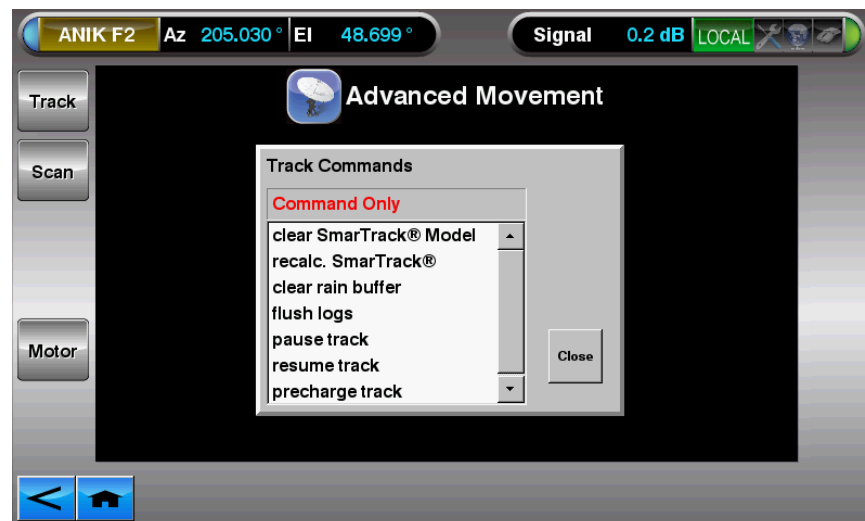 ANIK F2 Az 205.030 ° El 48.699 ° Signal 0.2 dB LOCAL
Track
Advanced Movement
Scan
Track Commands
Command Only
clear SmarTrack® Model
recalc. SmarTrack®
clear rain buffer
flush logs
pause track
resume track
precharge track
Close
Motor